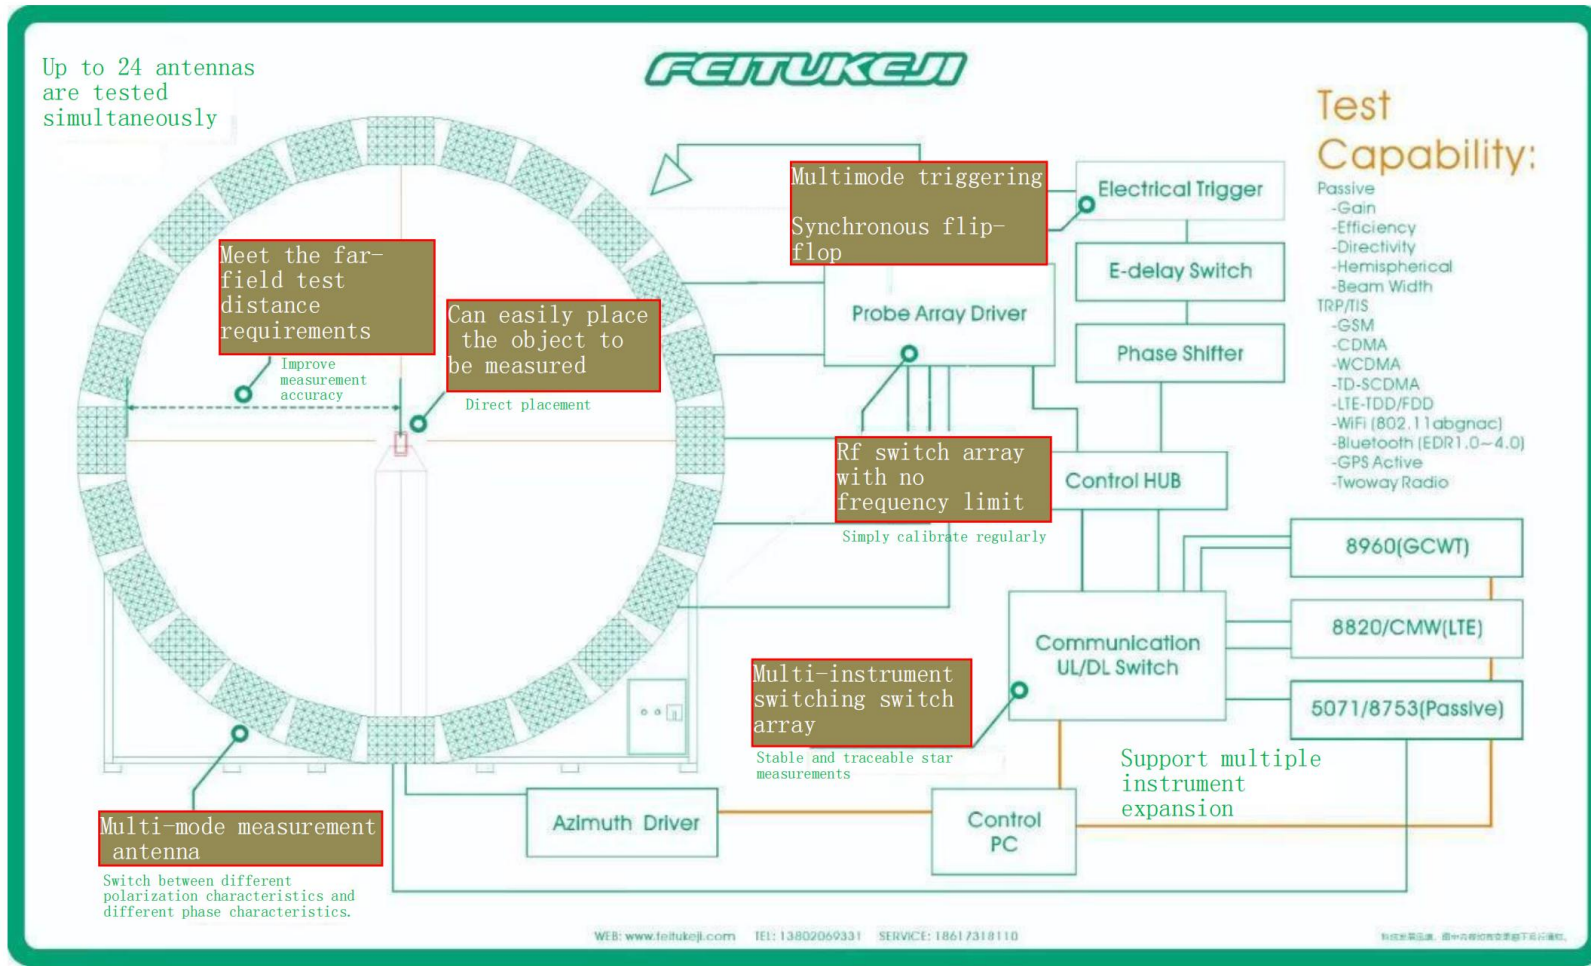 FEITUKEJI
Up to 24 antennas
are tested
simultaneously
Test
Capability:
Passive
-Gain
-Efficiency
-Directivity
-Hemispherical
-Beam Width
TRP/TIS
-GSM
-CDMA
-WCDMA
-TD-SCDMA
-LTE-TDD/FDD
-WiFi (802.11abgnac)
-Bluetooth (EDR1.0~4.0)
-GPS Active
-Twoway Radio
Multimode triggering
Synchronous flip-
flop
Electrical Trigger
E-delay Switch
Phase Shifter
Probe Array Driver
Meet the far-
field test
distance
requirements
Improve
measurement
accuracy
Can easily place
the object to
be measured
Direct placement
Rf switch array
with no
frequency limit
Simply calibrate regularly
Control HUB
8960(GCWT)
8820/CMW(LTE)
5071/8753(Passive)
Communication
UL/DL Switch
Multi-instrument
switching switch
array
Stable and traceable star
measurements
Support multiple
instrument
expansion
Azimuth Driver
Control
PC
Multi-mode measurement
antenna
Switch between different
polarization characteristics and
different phase characteristics.
WEB: www.feitukeji.com TEL: 13802069331 SERVICE: 18617318110